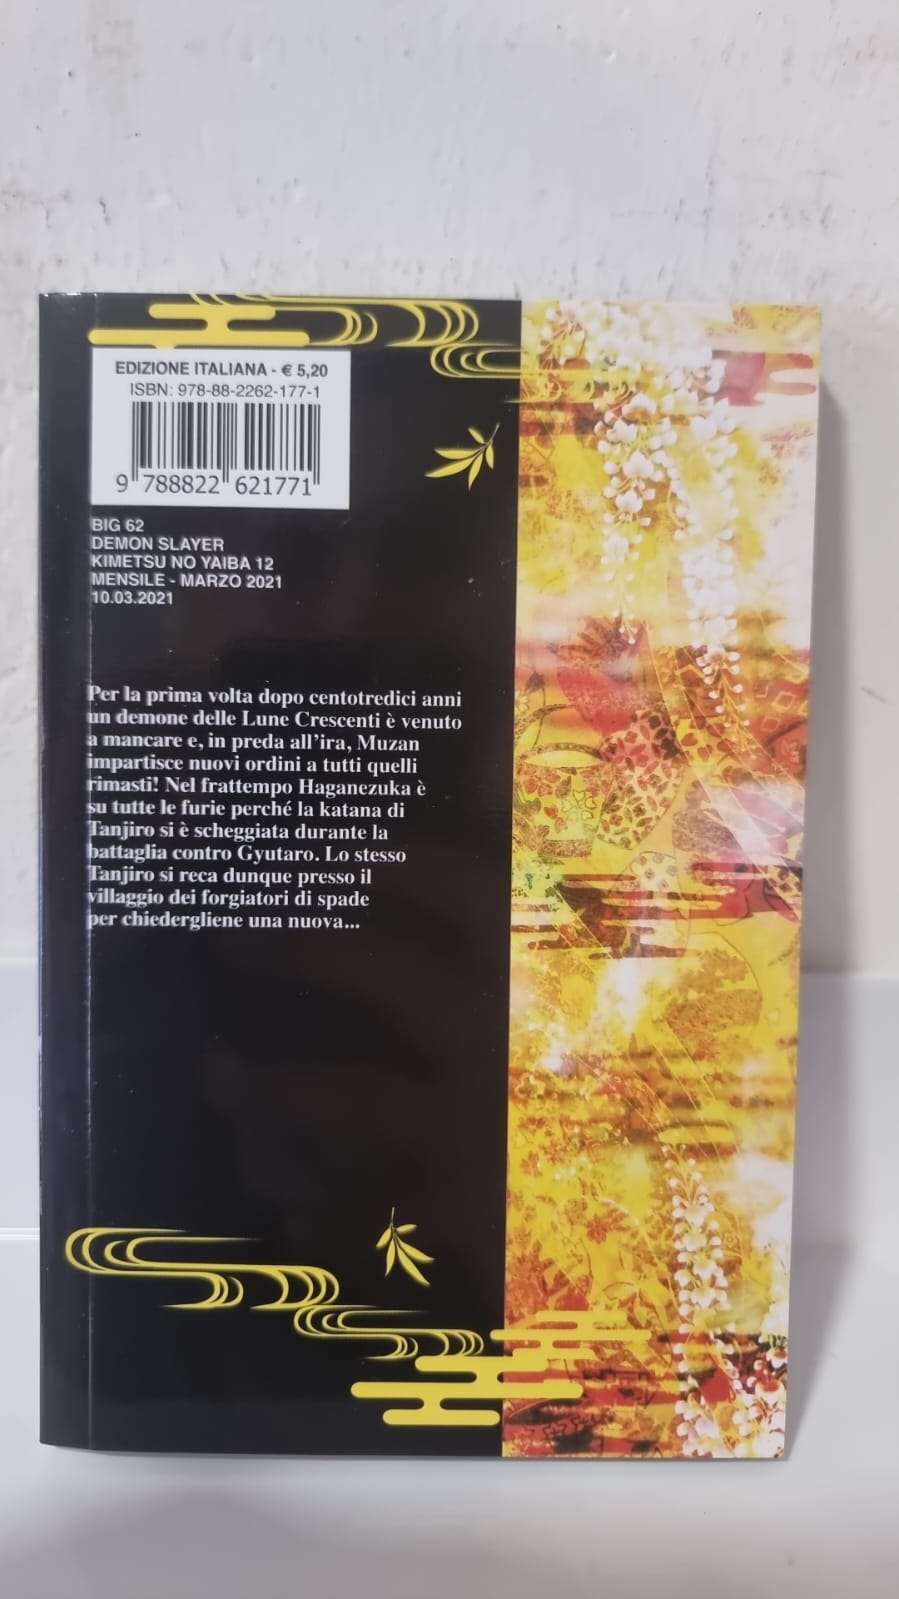 EDIZIONE ITALIANA - € 5,20
ISBN: 978-88-2262-177-1
9 788822 621771
BIG 62
DEMON SLAYER
KIMETSU NO YAIBA 12
MENSILE - MARZO 2021
10.03.2021
Per la prima volta dopo centotredici anni
un demone delle Lune Crescenti è venuto
a mancare e, in preda all'ira, Muzan
impartisce nuovi ordini a tutti quelli
rimasti! Nel frattempo Haganezuka è
su tutte le furie perché la katana di
Tanjiro si è scheggiata durante la
battaglia contro Gyutaro. Lo stesso
Tanjiro si reca dunque presso il
villaggio dei forgiatori di spade
per chiedergliene una nuova...